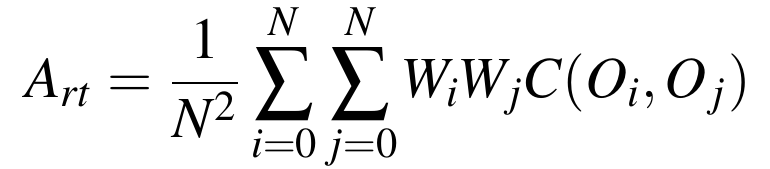 A_{rt} = \frac{1}{N^2} \sum_{i=0}^{N} \sum_{j=0}^{N} W_i W_j C(O_i, O_j)